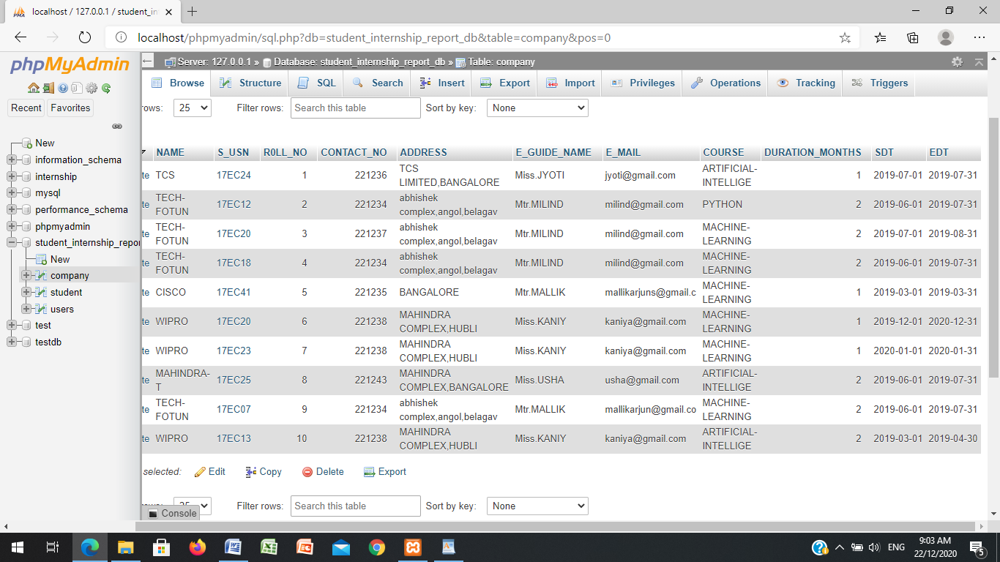 localhost / 127.0.0.1 / student_in
localhost/phpmyadmin/sql.php?db=student_internship_report_db&table=company&pos=0
phpMyAdmin
Recent Favorites
New
information_schema
internship
mysql
performance_schema
phpmyadmin
student_internship_repor
New
company
student
users
test
testdb
Server: 127.0.0.1 » Database: student_internship_report_db » Table: company
Browse Structure SQL Search Insert Export Import Privileges Operations Tracking Triggers
rows: 25 Filter rows: Search this table Sort by key: None
NAME S_USN R0LL_NO CONTACT_NO ADDRESS E_GUIDE_NAME E_MAIL COURSE DURATION_MONTHS SDT EDT
te TCS 17EC24 1 221236 TCS LIMITED,BANGALORE Miss.JYOTI jyoti@gmail.com ARTIFICIAL-INTELLIGE 1 2019-07-01 2019-07-31
te TECH-FOTUN 17EC12 2 221234 abhishek complex,angol,belagav Mtr.MILIND milind@gmail.com PYTHON 2 2019-06-01 2019-07-31
te TECH-FOTUN 17EC20 3 221237 abhishek complex,angol,belagav Mtr.MILIND milind@gmail.com MACHINE-LEARNING 2 2019-07-01 2019-08-31
te TECH-FOTUN 17EC18 4 221234 abhishek complex,angol,belagav Mtr.MILIND milind@gmail.com MACHINE-LEARNING 2 2019-06-01 2019-07-31
te CISCO 17EC41 5 221235 BANGALORE Mtr.MALLIK mallikarjuns@gmail.c MACHINE-LEARNING 1 2019-03-01 2019-03-31
te WIPRO 17EC20 6 221238 MAHINDRA COMPLEX,HUBLI Miss.KANIY kaniya@gmail.com MACHINE-LEARNING 1 2019-12-01 2020-12-31
te WIPRO 17EC23 7 221238 MAHINDRA COMPLEX,HUBLI Miss.KANIY kaniya@gmail.com MACHINE-LEARNING 1 2020-01-01 2020-01-31
te MAHINDRA-T 17EC25 8 221243 MAHINDRA COMPLEX,BANGALORE Miss.USHA usha@gmail.com ARTIFICIAL-INTELLIGE 2 2019-06-01 2019-07-31
te TECH-FOTUN 17EC07 9 221234 abhishek complex,angol,belagav Mtr.MALLIK mallikarjun@gmail.co MACHINE-LEARNING 2 2019-06-01 2019-07-31
te WIPRO 17EC13 10 221238 MAHINDRA COMPLEX,HUBLI Miss.KANIY kaniya@gmail.com ARTIFICIAL-INTELLIGE 2 2019-03-01 2019-04-30
selected: Edit Copy Delete Export
rows: 25 Filter rows: Search this table Sort by key: None
Console
ENG
9:03 AM
22/12/2020
5